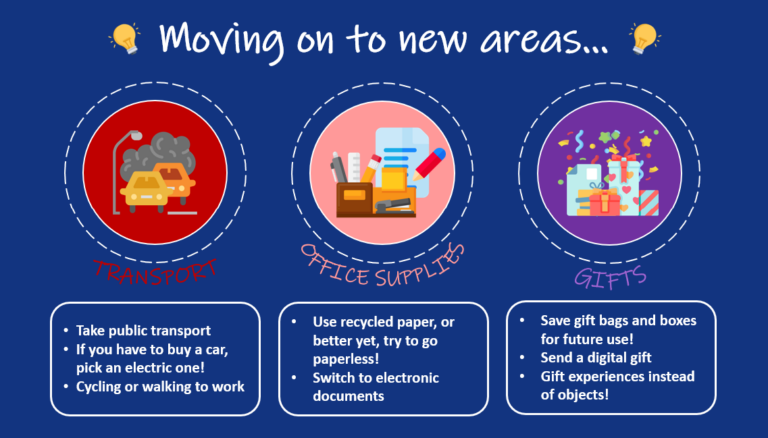 Moving on to new areas...
TRANSPORT
OFFICE SUPPLIES
GIFTS
• Take public transport
• If you have to buy a car,
pick an electric one!
• Cycling or walking to work
• Use recycled paper, or
better yet, try to go
paperless!
• Switch to electronic
documents
• Save gift bags and boxes
for future use!
• Send a digital gift
• Gift experiences instead
of objects!